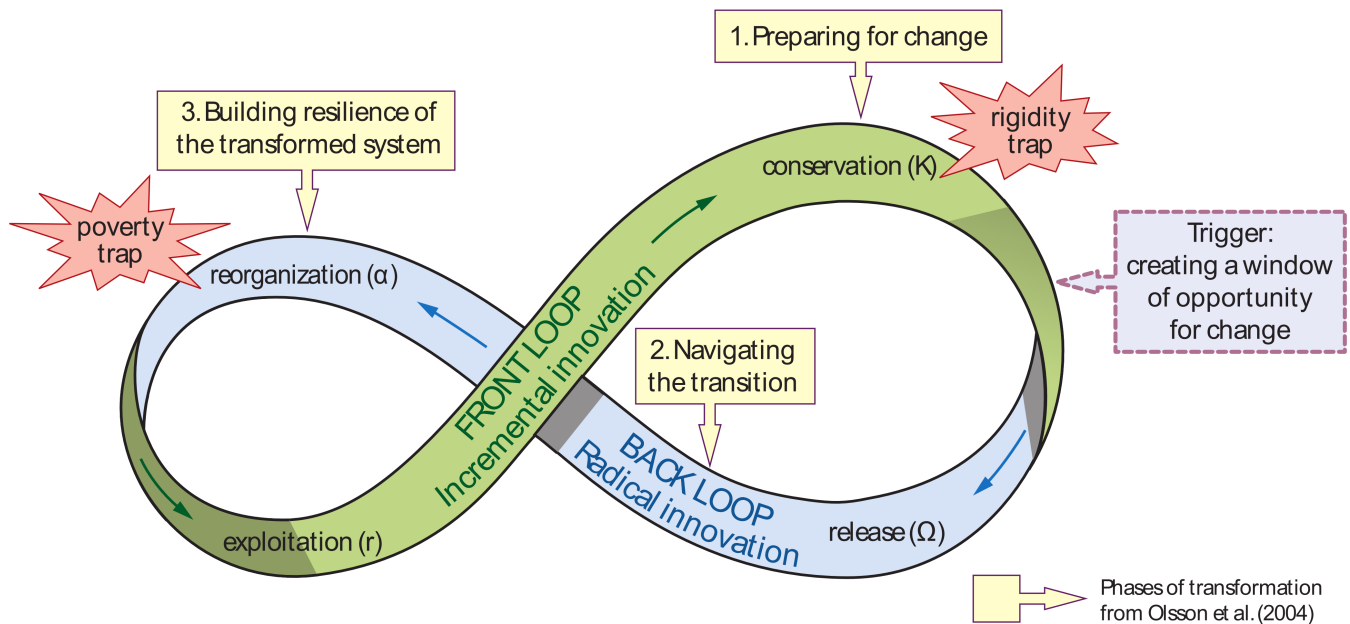 1. Preparing for change
3. Building resilience of
the transformed system
rigidity
trap
conservation (K)
poverty
trap
Trigger:
creating a window
of opportunity
for change
reorganization (α)
FRONT LOOP
Incremental innovation
2. Navigating
the transition
BACK LOOP
Radical innovation
release (Ω)
exploitation (r)
Phases of transformation
from Olsson et al. (2004)